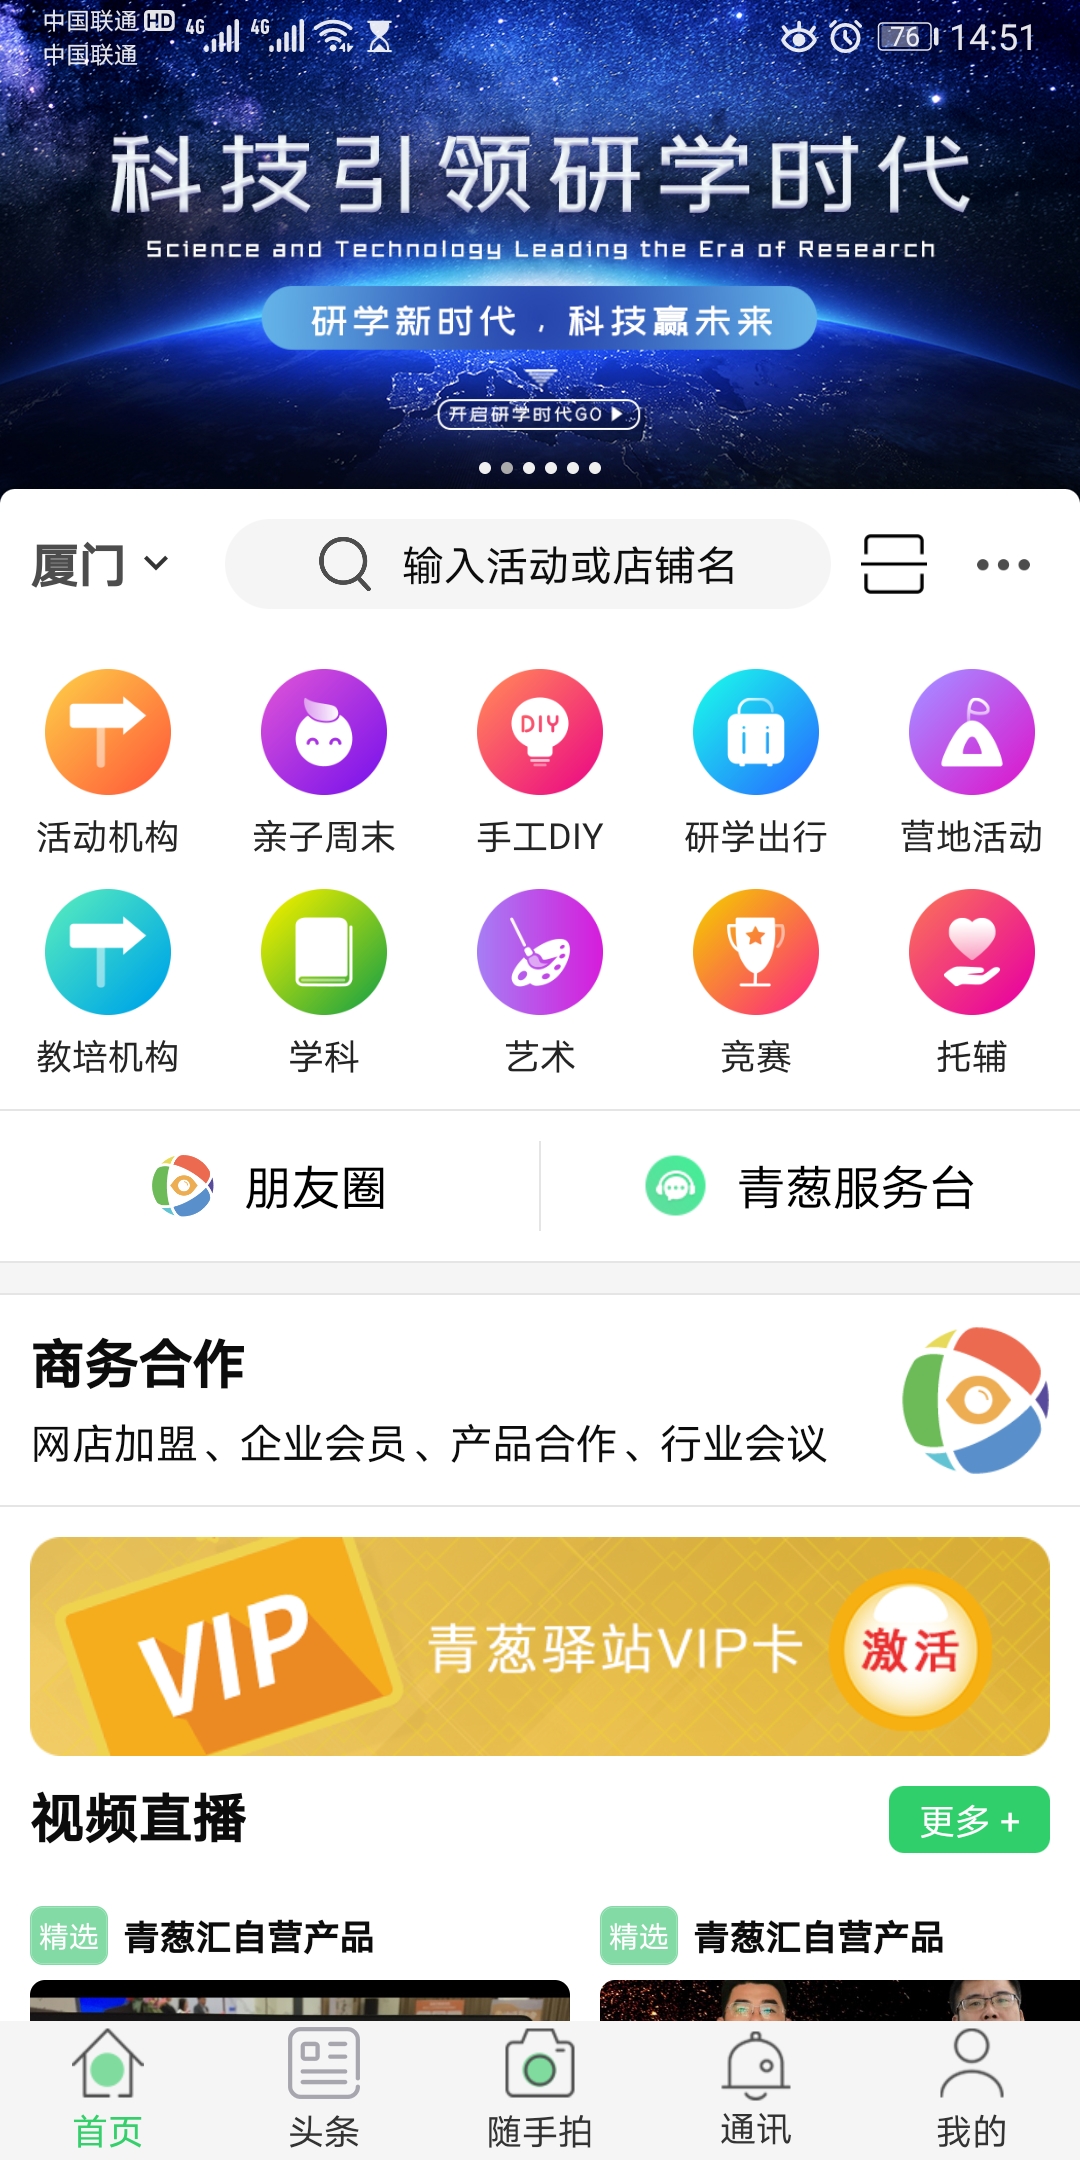 中国联通 HD 4G 4G 76 14:51
中国联通
科技引领研学时代
Science and Technology Leading the Era of Research
研学新时代，科技赢未来
开启研学时代GO
厦门 输入活动或店铺名
DIY
活动机构 亲子周末 手工DIY 研学出行 营地活动
教培机构 学科 艺术 竞赛 托辅
朋友圈 青葱服务台
商务合作
网店加盟、企业会员、产品合作、行业会议
VIP 青葱驿站VIP卡 激活
视频直播 更多 +
精选 青葱汇自营产品 精选 青葱汇自营产品
首页 头条 随手拍 通讯 我的